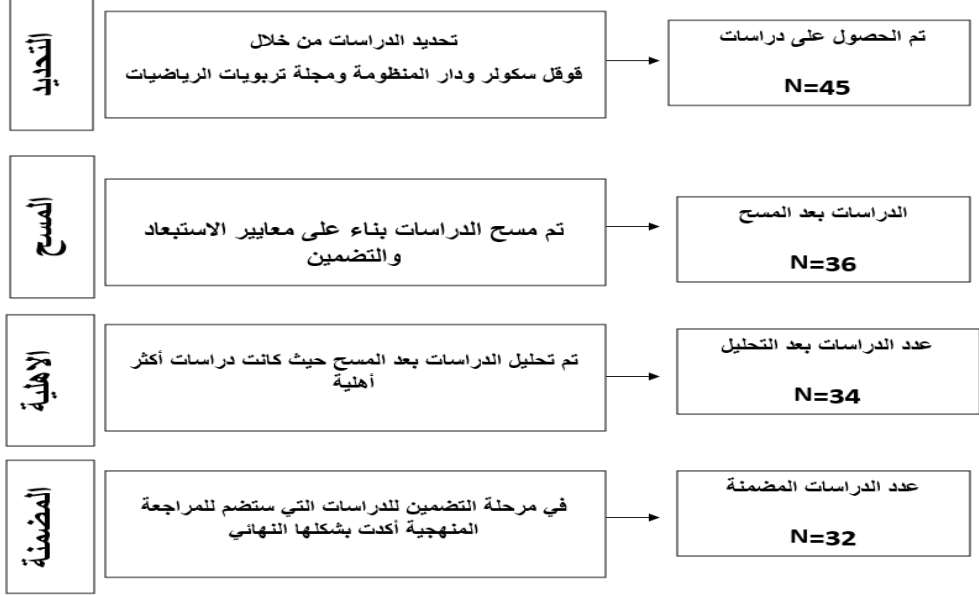 التحديد
تحديد الدراسات من خلال
قوقل سكولر ودار المنظومة ومجلة تربويات الرياضيات
تم الحصول على دراسات
N=45
المسح
تم مسح الدراسات بناء على معايير الاستبعاد
والتضمين
الدراسات بعد المسح
N=36
الاهلية
تم تحليل الدراسات بعد المسح حيث كانت دراسات أكثر
أهلية
عدد الدراسات بعد التحليل
N=34
المضمنة
في مرحلة التضمين للدراسات التي ستضم للمراجعة
المنهجية أكدت بشكلها النهائي
عدد الدراسات المضمنة
N=32